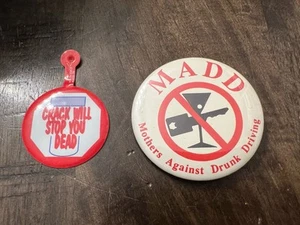 CRACK WILL
STOP YOU
DEAD
MADD
Mothers Against Drunk Driving